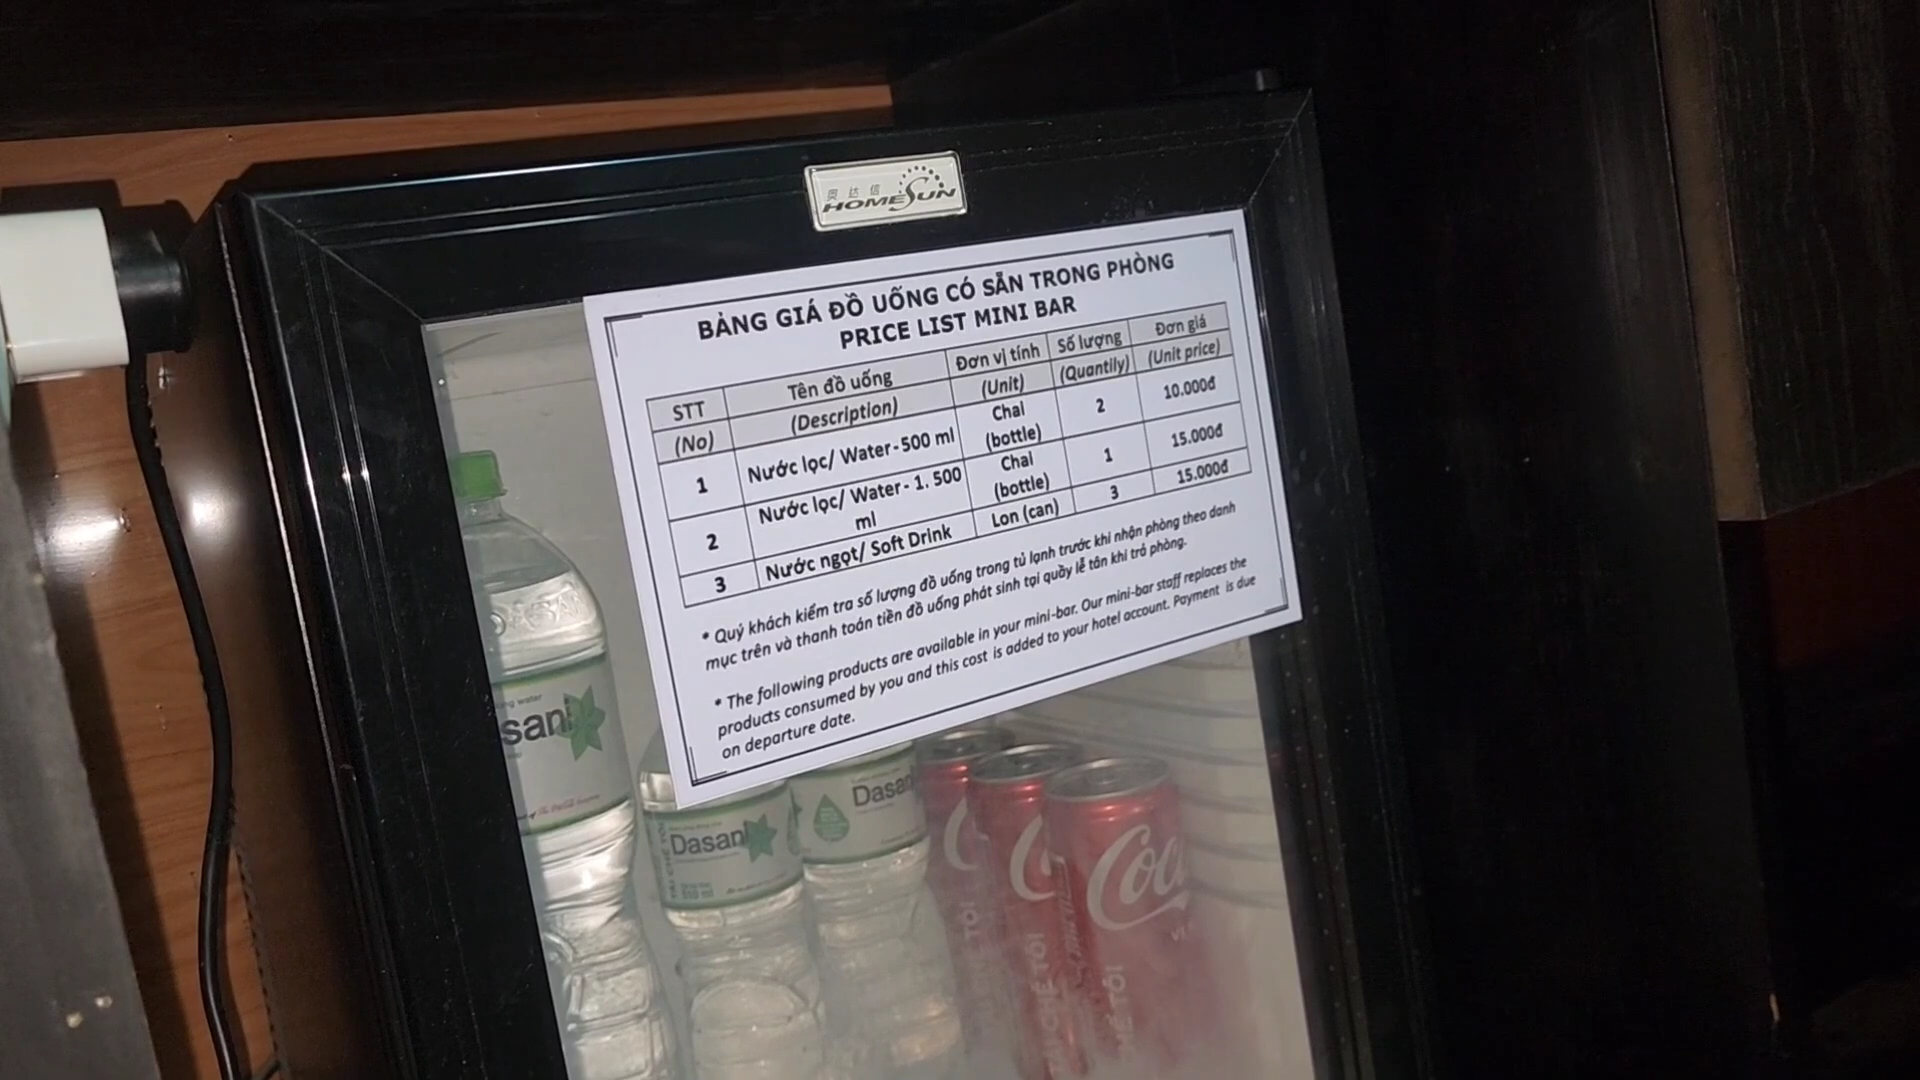 奥达信
HOMESUN
BẢNG GIÁ ĐỒ UỐNG CÓ SẴN TRONG PHÒNG
PRICE LIST MINI BAR
STT Tên đồ uống Đơn vị tính Số lượng Đơn giá
(No) (Description) (Unit) (Quantily) (Unit price)
1 Nước lọc/ Water - 500 ml Chai (bottle) 2 10.000đ
2 Nước lọc/ Water - 1. 500 ml Chai (bottle) 1 15.000đ
3 Nước ngọt/ Soft Drink Lon (can) 3 15.000đ
* Quý khách kiểm tra số lượng đồ uống trong tủ lạnh trước khi nhận phòng theo danh
mục trên và thanh toán tiền đồ uống phát sinh tại quầy lễ tân khi trả phòng.
* The following products are available in your mini-bar. Our mini-bar staff replaces the
products consumed by you and this cost is added to your hotel account. Payment is due
on departure date.
sani
Dasani
Dasani
Coc